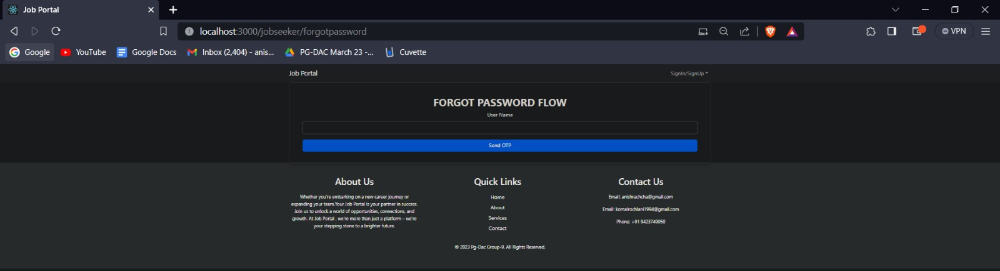 Job Portal
localhost:3000/jobseeker/forgotpassword
VPN
Google
YouTube
Google Docs
Inbox (2,404) - anis...
PG-DAC March 23 -...
Cuvette
Job Portal
SignIn/SignUp
FORGOT PASSWORD FLOW
User Name
Send OTP
About Us
Whether you're embarking on a new career journey or
expanding your team,Your Job Portal is your partner in success.
Join us to unlock a world of opportunities, connections, and
growth. At Job Portal , we're more than just a platform – we're
your stepping stone to a brighter future.
Quick Links
Home
About
Services
Contact
Contact Us
Email: anishrachcha@gmail.com
Email: komalrochlani1994@gmail.com
Phone: +91 9423749050
© 2023 Pg-Dac Group-9. All Rights Reserved.